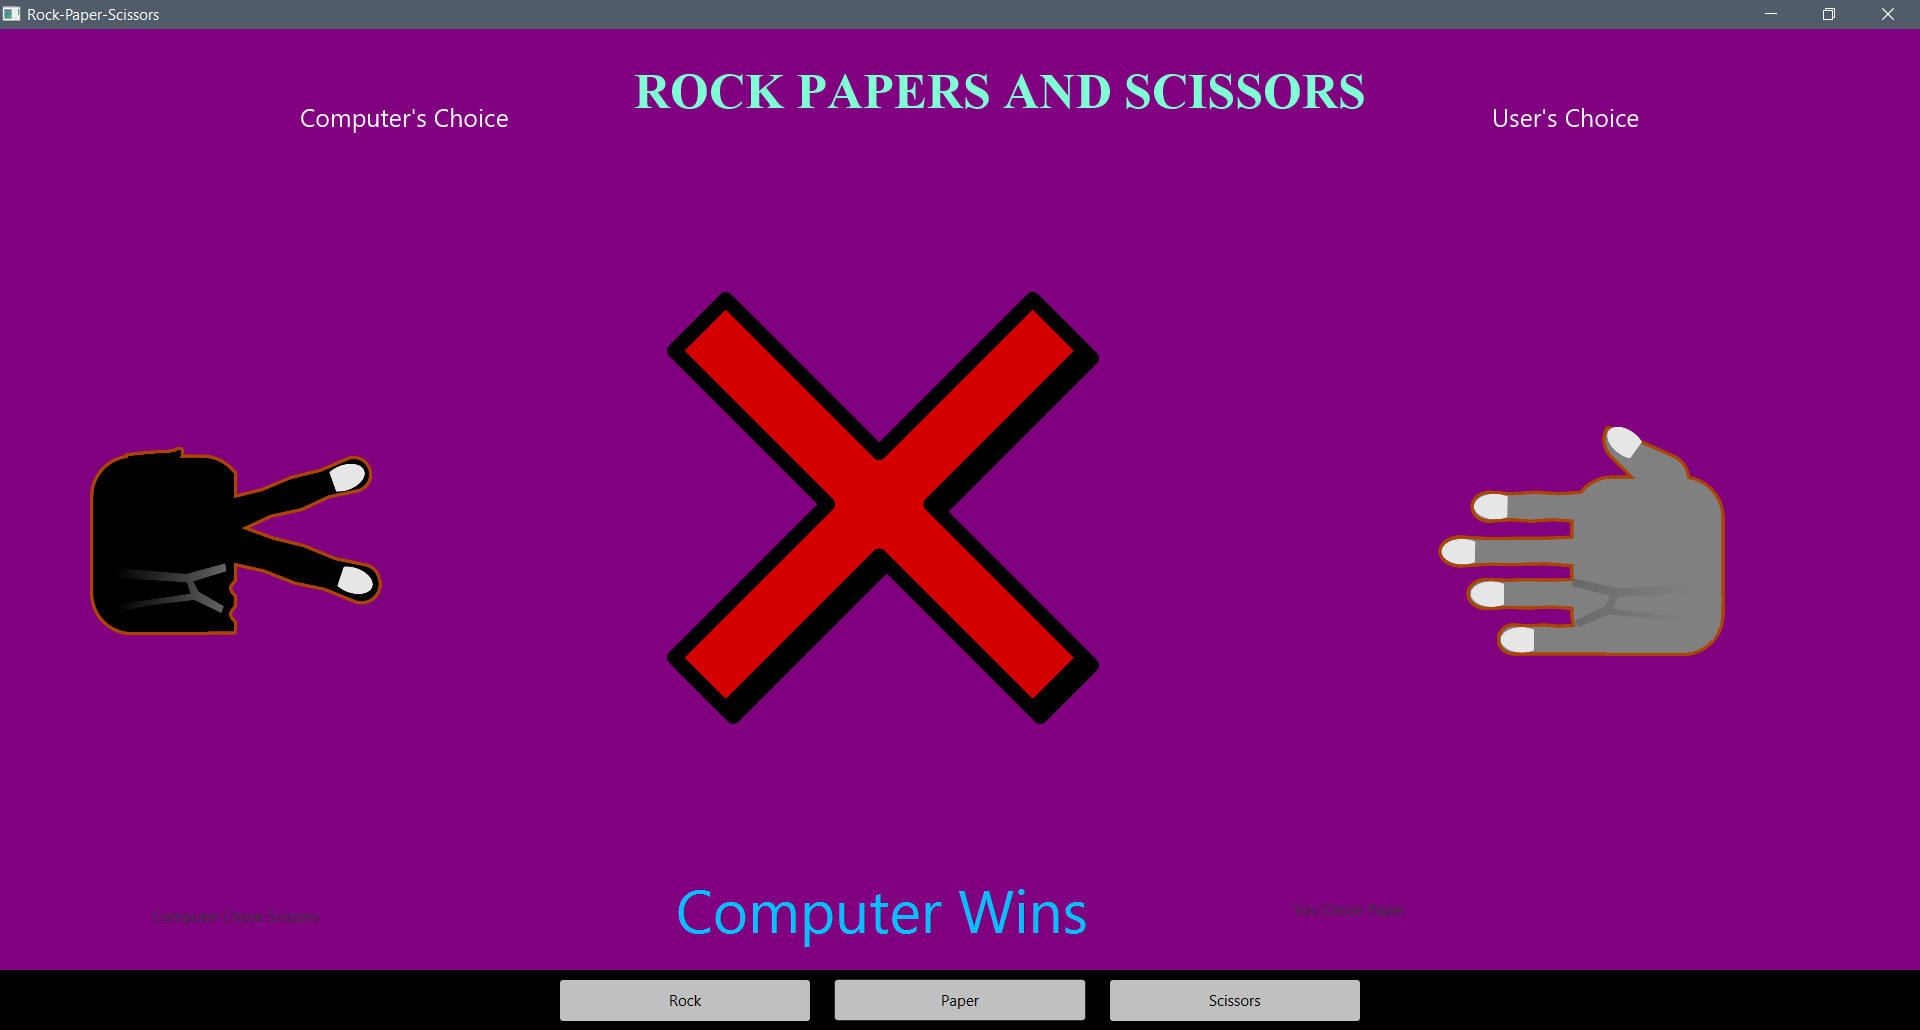 Rock-Paper-Scissors
ROCK PAPERS AND SCISSORS
Computer's Choice
User's Choice
Computer Chose Scissors
Computer Wins
You Chose Paper
Rock
Paper
Scissors